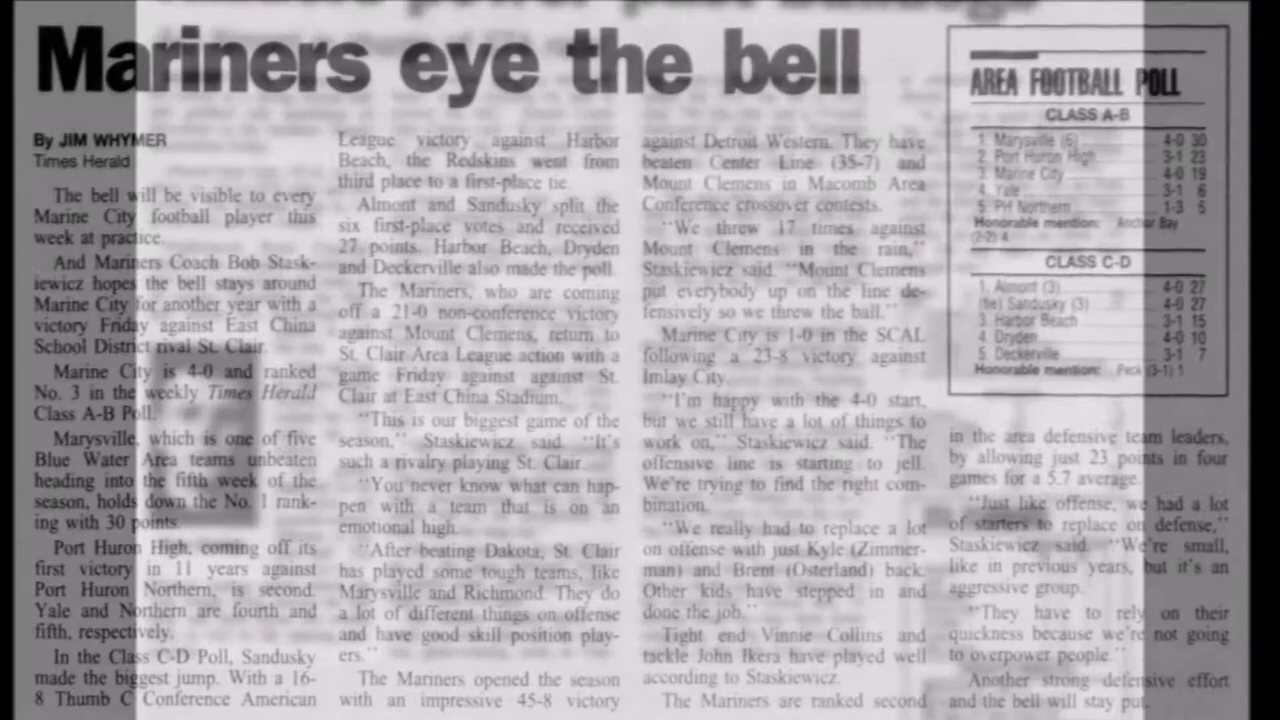 Mariners eye the bell
By JIM WHYMER
Times Herald
The bell will be visible to every
Marine City football player this
week at practice.
And Mariners Coach Bob Stask-
iewicz hopes the bell stays around
Marine City for another year with a
victory Friday against East China
School District rival St. Clair.
Marine City is 4-0 and ranked
No. 3 in the weekly Times Herald
Class A-B Poll.
Marysville, which is one of five
Blue Water Area teams unbeaten
heading into the fifth week of the
season, holds down the No. 1 rank-
ing with 30 points.
Port Huron High, coming off its
first victory in 11 years against
Port Huron Northern, is second.
Yale and Northern are fourth and
fifth, respectively.
In the Class C-D Poll, Sandusky
made the biggest jump. With a 16-
8 Thumb C Conference American
League victory against Harbor
Beach, the Redskins went from
third place to a first-place tie.
Almont and Sandusky split the
six first-place votes and received
27 points. Harbor Beach, Dryden
and Deckerville also made the poll.
The Mariners, who are coming
off a 21-0 non-conference victory
against Mount Clemens, return to
St. Clair Area League action with a
game Friday against against St.
Clair at East China Stadium.
"This is our biggest game of the
season," Staskiewicz said. "It's
such a rivalry playing St. Clair.
"You never know what can hap-
pen with a team that is on an
emotional high.
"After beating Dakota, St. Clair
has played some tough teams, like
Marysville and Richmond. They do
a lot of different things on offense
and have good skill position play-
ers."
The Mariners opened the season
with an impressive 45-8 victory
against Detroit Western. They have
beaten Center Line (35-7) and
Mount Clemens in Macomb Area
Conference crossover contests.
"We threw 17 times against
Mount Clemens in the rain,"
Staskiewicz said. "Mount Clemens
put everybody up on the line de-
fensively so we threw the ball."
Marine City is 1-0 in the SCAL
following a 23-8 victory against
Imlay City.
"I'm happy with the 4-0 start,
but we still have a lot of things to
work on," Staskiewicz said. "The
offensive line is starting to jell.
We're trying to find the right com-
bination.
"We really had to replace a lot
on offense with just Kyle (Zimmer-
man) and Brent (Osterland) back.
Other kids have stepped in and
done the job."
Tight end Vinnie Collins and
tackle John Ikera have played well
according to Staskiewicz.
The Mariners are ranked second
AREA FOOTBALL POLL
CLASS A-B
1. Marysville (6) 4-0 30
2. Port Huron High 3-1 23
3. Marine City 4-0 19
4. Yale 3-1 6
5. PH Northern 1-3 5
Honorable mention: Anchor Bay
(2-2) 4
CLASS C-D
1. Almont (3) 4-0 27
(tie) Sandusky (3) 4-0 27
3. Harbor Beach 3-1 15
4. Dryden 4-0 10
5. Deckerville 3-1 7
Honorable mention: Peck (3-1) 1
in the area defensive team leaders,
by allowing just 23 points in four
games for a 5.7 average.
"Just like offense, we had a lot
of starters to replace on defense,"
Staskiewicz said. "We're small,
like in previous years, but it's an
aggressive group.
"They have to rely on their
quickness because we're not going
to overpower people."
Another strong defensive effort
and the bell will stay put.